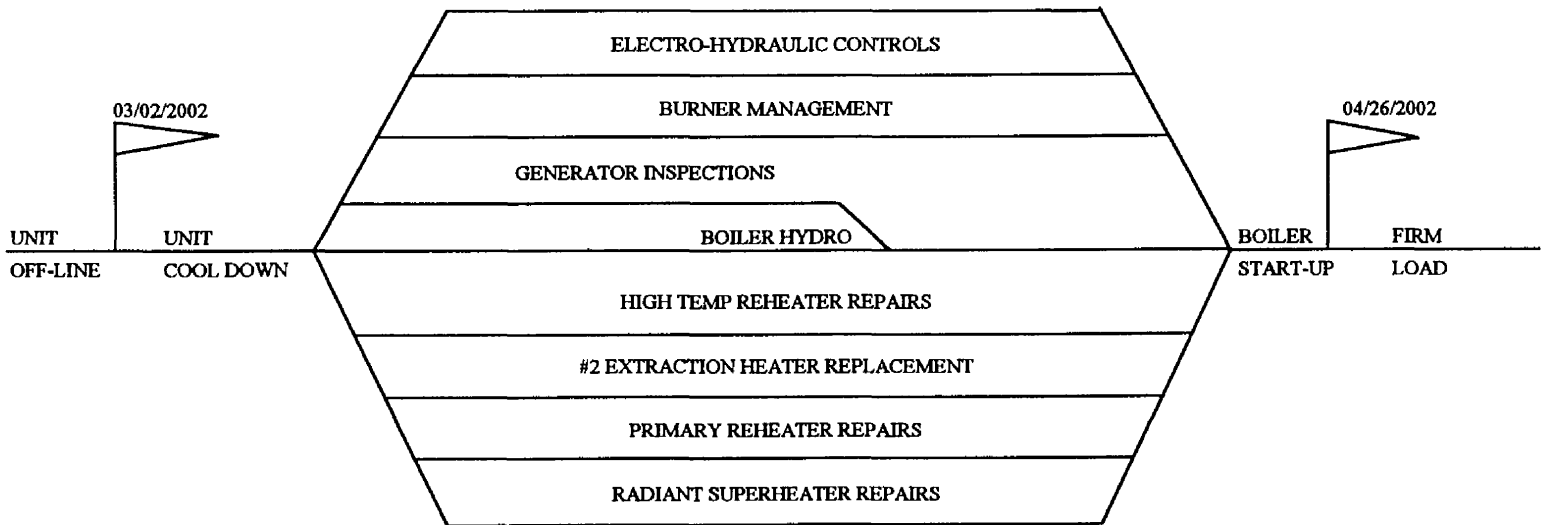 ELECTRO-HYDRAULIC CONTROLS
03/02/2002
BURNER MANAGEMENT
04/26/2002
GENERATOR INSPECTIONS
UNIT
OFF-LINE
UNIT
COOL DOWN
BOILER HYDRO
BOILER
START-UP
FIRM
LOAD
HIGH TEMP REHEATER REPAIRS
#2 EXTRACTION HEATER REPLACEMENT
PRIMARY REHEATER REPAIRS
RADIANT SUPERHEATER REPAIRS